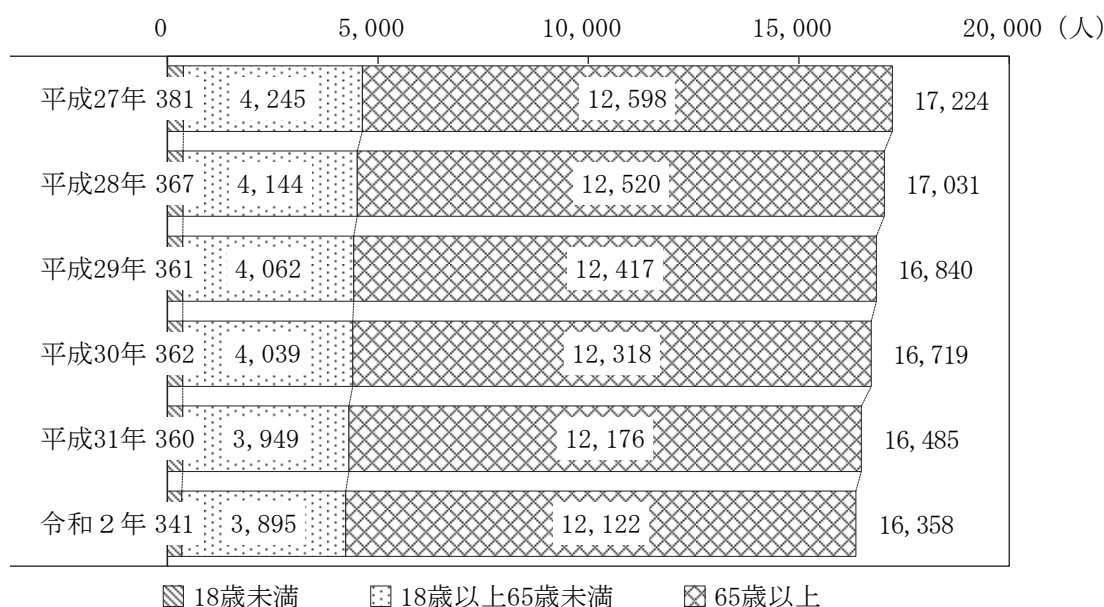 0 5,000 10,000 15,000 20,000 (人)
平成27年 381 4,245 12,598 17,224
平成28年 367 4,144 12,520 17,031
平成29年 361 4,062 12,417 16,840
平成30年 362 4,039 12,318 16,719
平成31年 360 3,949 12,176 16,485
令和２年 341 3,895 12,122 16,358
18歳未満 18歳以上65歳未満 65歳以上